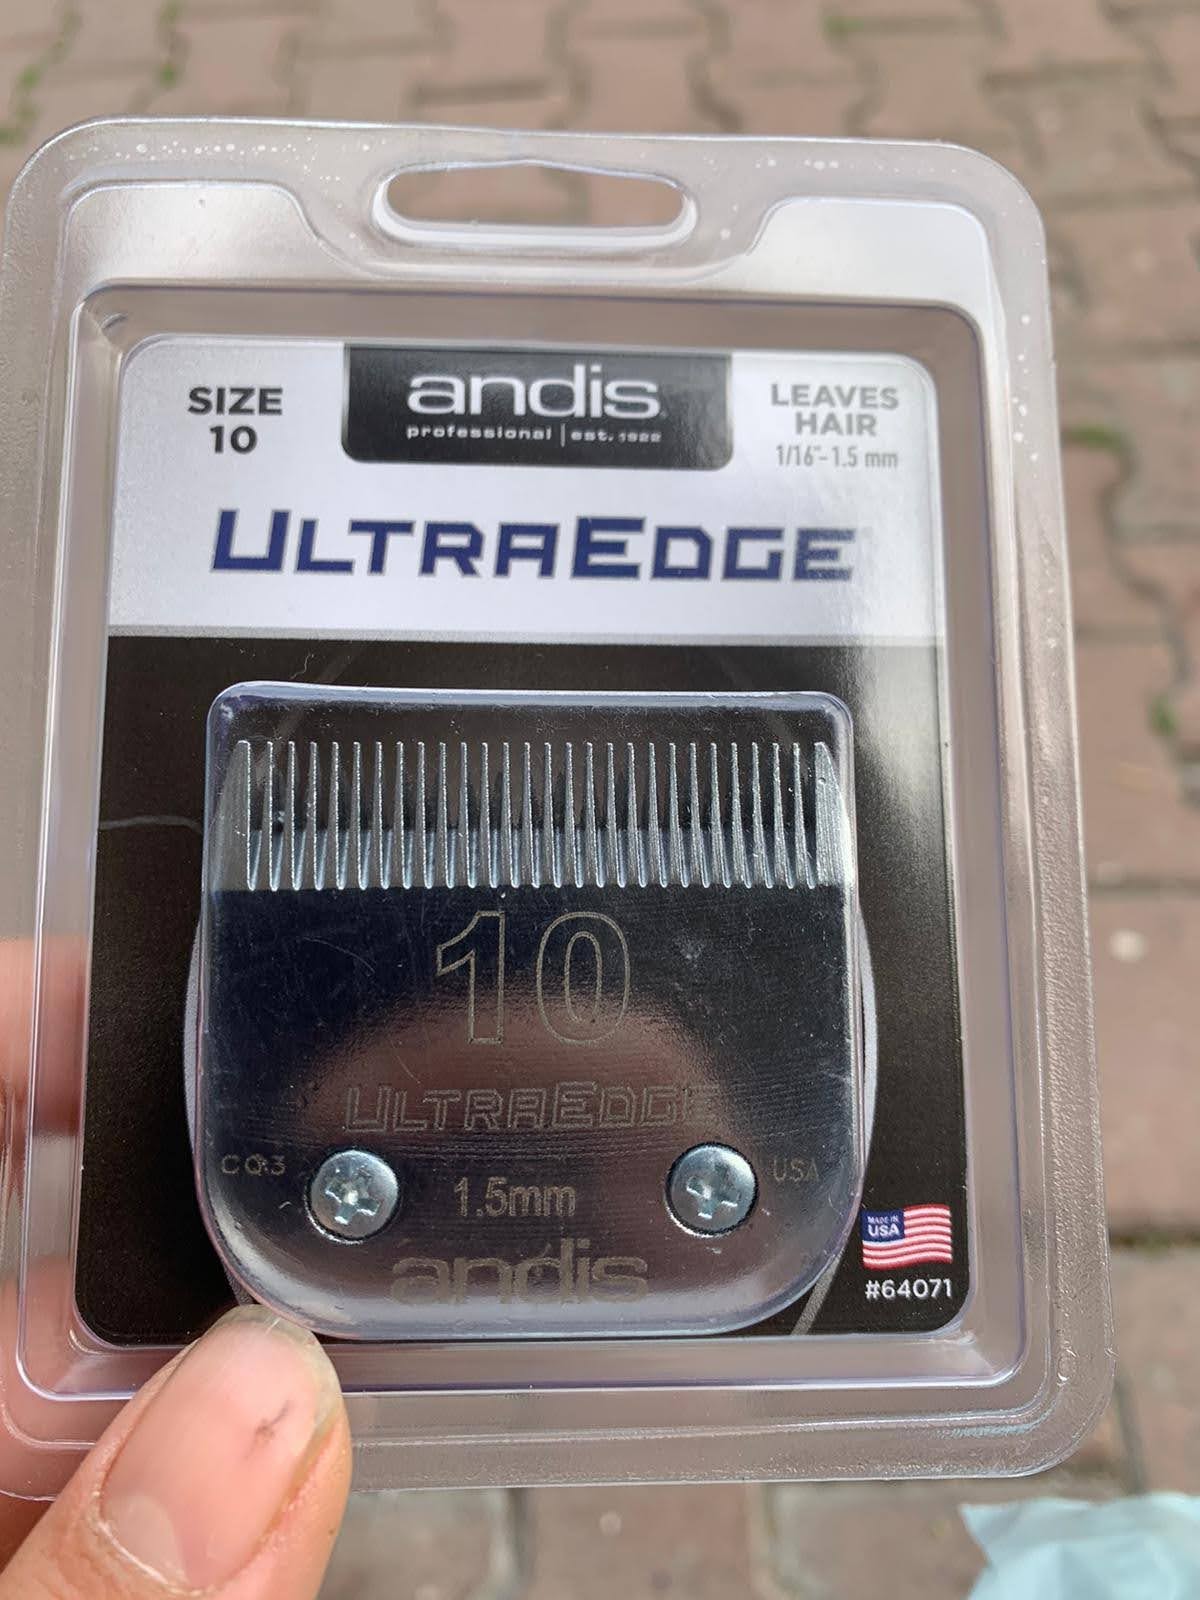 SIZE
10
andis
professional | est. 1922
LEAVES
HAIR
1/16"-1.5 mm
ULTRAEDGE
10
ULTRAEDGE
CQ3
USA
1.5mm
andis
MADE IN
USA
#64071